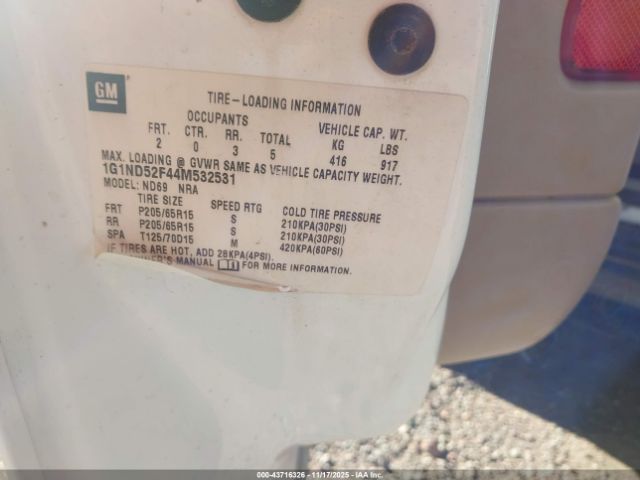 GM
TIRE-LOADING INFORMATION
OCCUPANTS VEHICLE CAP. WT.
FRT. CTR. RR. TOTAL KG LBS
2 0 3 5 416 917
MAX. LOADING @ GVWR SAME AS VEHICLE CAPACITY WEIGHT.
1G1ND52F44M532531
MODEL: ND69 NRA
TIRE SIZE SPEED RTG COLD TIRE PRESSURE
FRT P205/65R15 S 210KPA(30PSI)
RR P205/65R15 S 210KPA(30PSI)
SPA T125/70D15 M 420KPA(60PSI)
IF TIRES ARE HOT, ADD 28KPA(4PSI).
OWNER'S MANUAL FOR MORE INFORMATION.
000-43716326 - 11/17/2025 - IAA Inc.